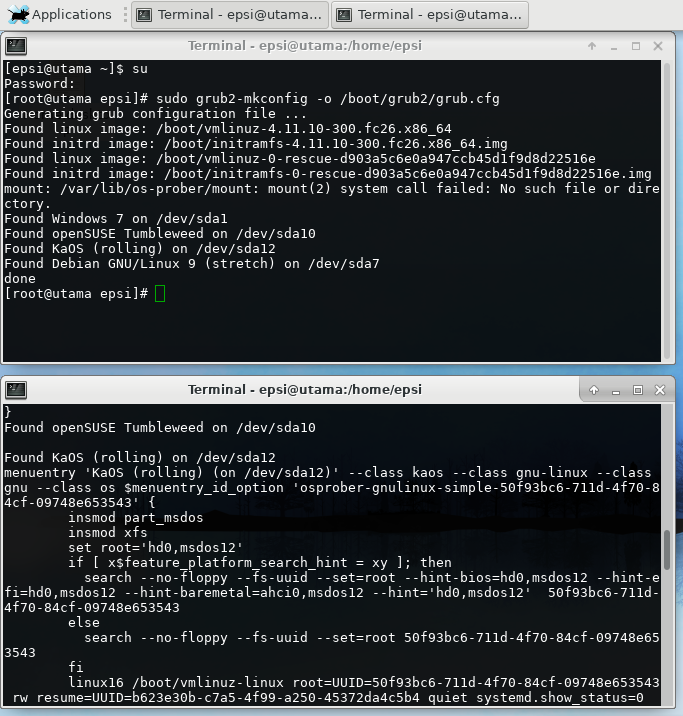 Applications
Terminal - epsi@utama...
Terminal - epsi@utama...
Terminal - epsi@utama:/home/epsi
[epsi@utama ~]$ su
Password:
[root@utama epsi]# sudo grub2-mkconfig -o /boot/grub2/grub.cfg
Generating grub configuration file ...
Found linux image: /boot/vmlinuz-4.11.10-300.fc26.x86_64
Found initrd image: /boot/initramfs-4.11.10-300.fc26.x86_64.img
Found linux image: /boot/vmlinuz-0-rescue-d903a5c6e0a947ccb45d1f9d8d22516e
Found initrd image: /boot/initramfs-0-rescue-d903a5c6e0a947ccb45d1f9d8d22516e.img
mount: /var/lib/os-prober/mount: mount(2) system call failed: No such file or dire
ctory.
Found Windows 7 on /dev/sda1
Found openSUSE Tumbleweed on /dev/sda10
Found KaOS (rolling) on /dev/sda12
Found Debian GNU/Linux 9 (stretch) on /dev/sda7
done
[root@utama epsi]#
Terminal - epsi@utama:/home/epsi
}
Found openSUSE Tumbleweed on /dev/sda10
Found KaOS (rolling) on /dev/sda12
menuentry 'KaOS (rolling) (on /dev/sda12)' --class kaos --class gnu-linux --class
gnu --class os $menuentry_id_option 'osprober-gnulinux-simple-50f93bc6-711d-4f70-8
4cf-09748e653543' {
insmod part_msdos
insmod xfs
set root='hd0,msdos12'
if [ x$feature_platform_search_hint = xy ]; then
search --no-floppy --fs-uuid --set=root --hint-bios=hd0,msdos12 --hint-e
fi=hd0,msdos12 --hint-baremetal=ahci0,msdos12 --hint='hd0,msdos12'  50f93bc6-711d-
4f70-84cf-09748e653543
else
search --no-floppy --fs-uuid --set=root 50f93bc6-711d-4f70-84cf-09748e65
3543
fi
linux16 /boot/vmlinuz-linux root=UUID=50f93bc6-711d-4f70-84cf-09748e653543
rw resume=UUID=b623e30b-c7a5-4f99-a250-45372da4c5b4 quiet systemd.show_status=0